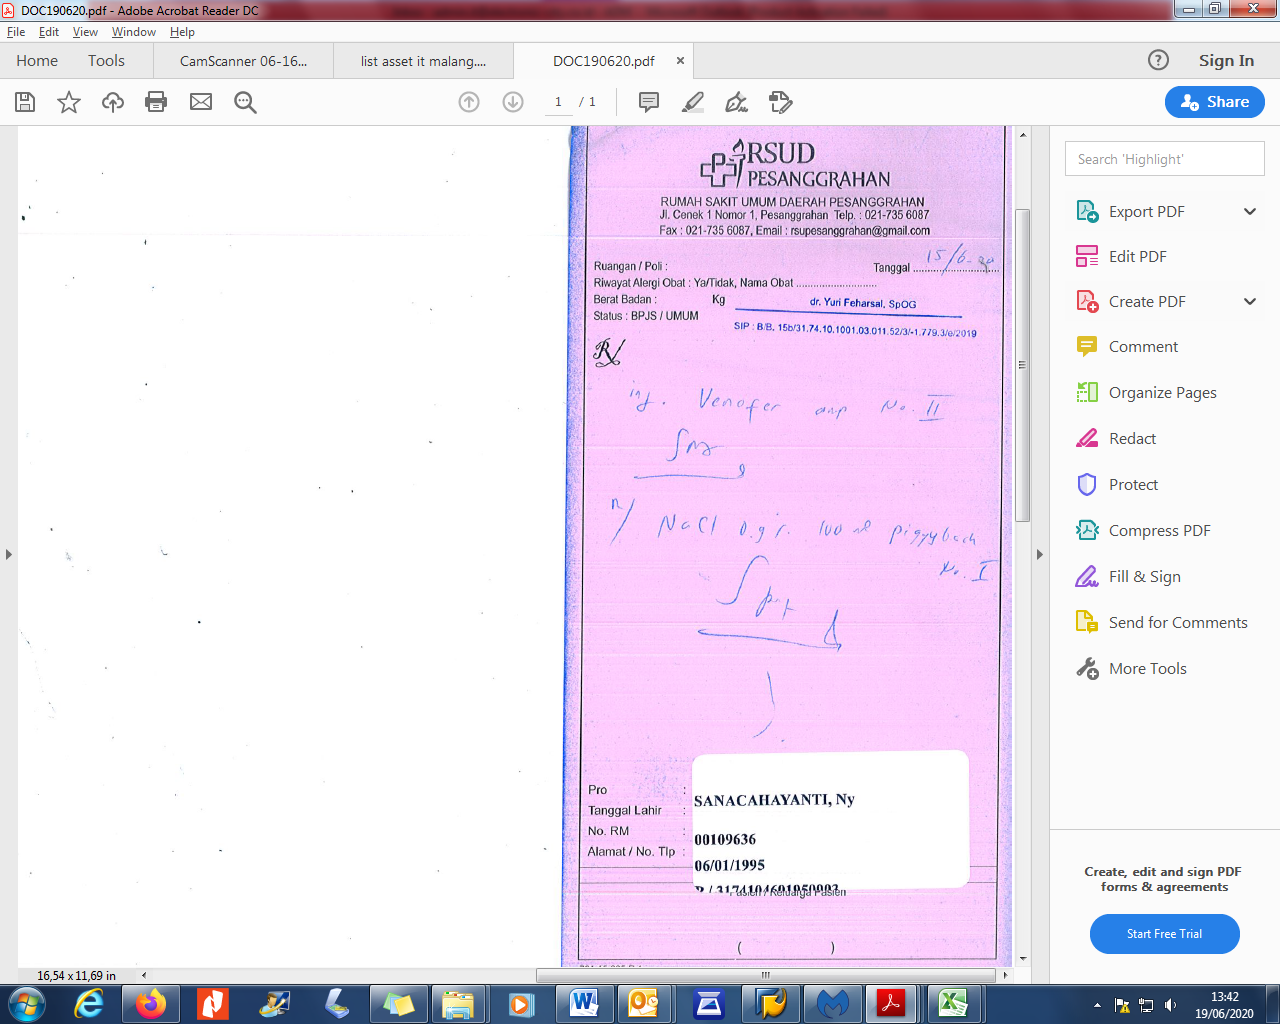 DOC190620.pdf - Adobe Acrobat Reader DC
File Edit View Window Help
Home Tools CamScanner 06-16... list asset it malang.... DOC190620.pdf × Sign In
1 / 1 Share
RSUD
PESANGGRAHAN
RUMAH SAKIT UMUM DAERAH PESANGGRAHAN
Jl. Cenek 1 Nomor 1, Pesanggrahan Telp. : 021-735 6087
Fax : 021-735 6087, Email : rsupesanggrahan@gmail.com
Ruangan / Poli : Tanggal 15/6-20
Riwayat Alergi Obat : Ya/Tidak, Nama Obat
Berat Badan : Kg dr. Yuri Feharsal, SpOG
Status : BPJS / UMUM
SIP : B/B. 15b/31.74.10.1001.03.011.52/3/-1.779.3/e/2019
R/
inf. Venofer amp No. II
R/ NaCl 0.9 %. 100 ml piggyback
No. I
Pro :
SANACAHAYANTI, Ny
Tanggal Lahir :
No. RM :
00109636
Alamat / No. Tlp :
06/01/1995
Pasien / Keluarga Pasien
( )
16,54 x 11,69 in
Search 'Highlight'
Export PDF
Edit PDF
Create PDF
Comment
Organize Pages
Redact
Protect
Compress PDF
Fill & Sign
Send for Comments
More Tools
Create, edit and sign PDF
forms & agreements
Start Free Trial
13:42
19/06/2020